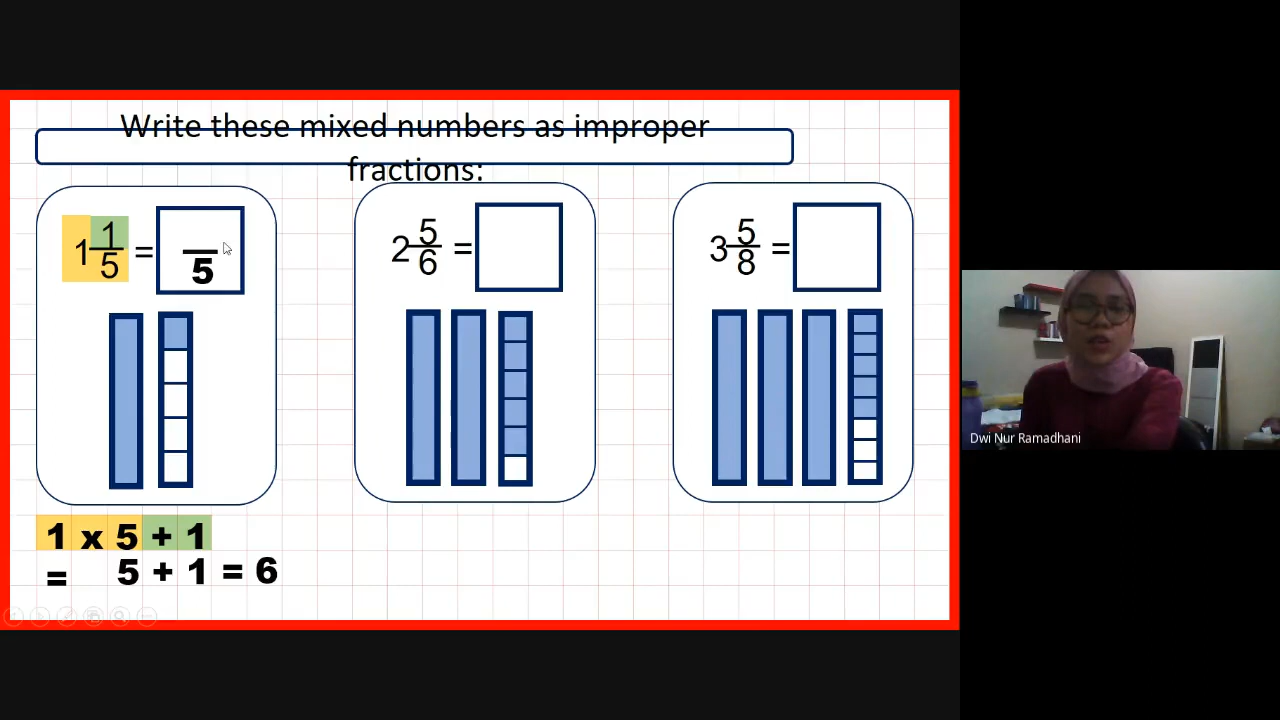 Write these mixed numbers as improper
fractions:
1 1/5 = /5
2 5/6 =
3 5/8 =
1 x 5 + 1
= 5 + 1 = 6
Dwi Nur Ramadhani